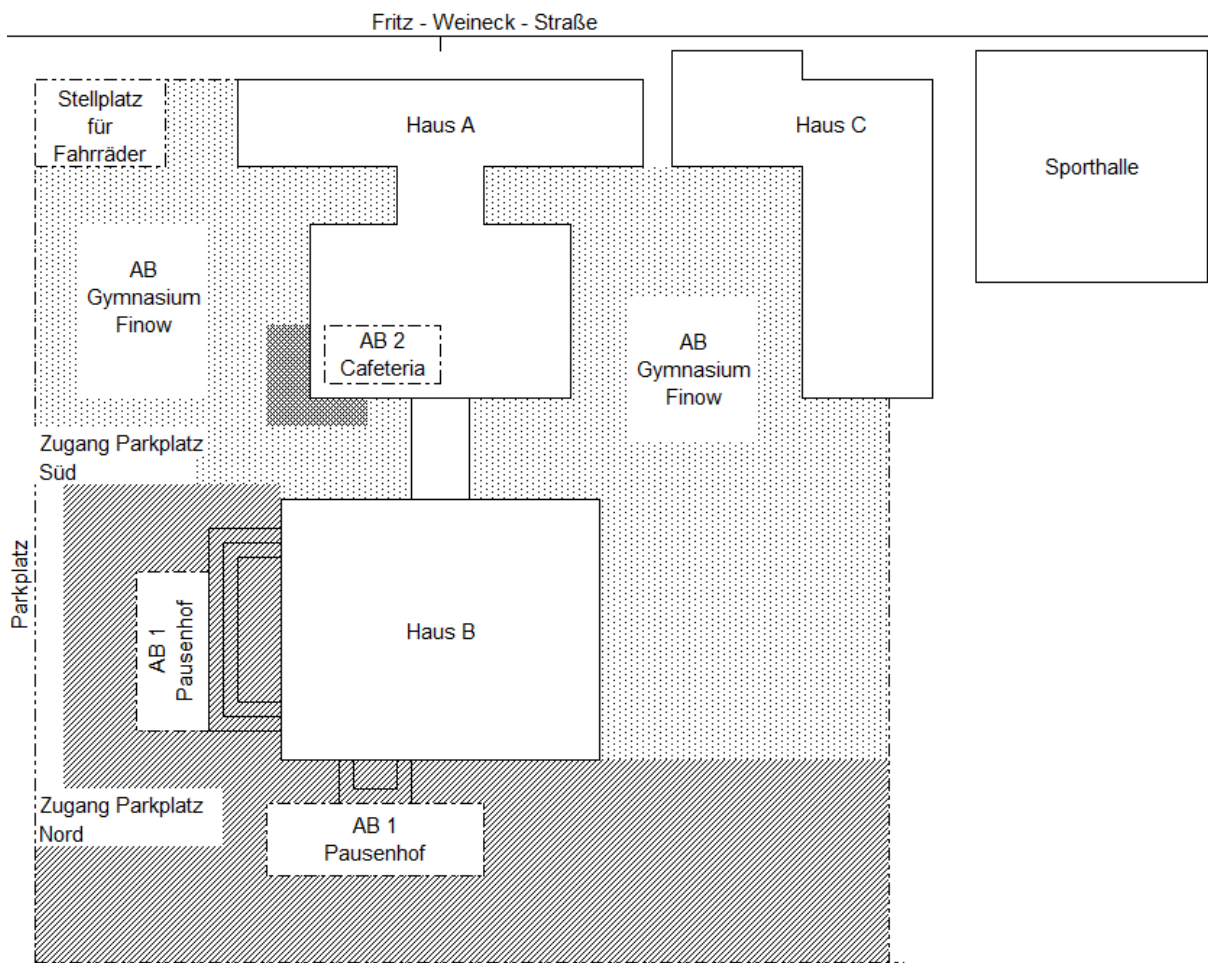 Fritz - Weineck - Straße
Stellplatz
für
Fahrräder
Haus A
Haus C
Sporthalle
AB
Gymnasium
Finow
AB 2
Cafeteria
AB
Gymnasium
Finow
Zugang Parkplatz
Süd
Parkplatz
AB 1
Pausenhof
Haus B
Zugang Parkplatz
Nord
AB 1
Pausenhof